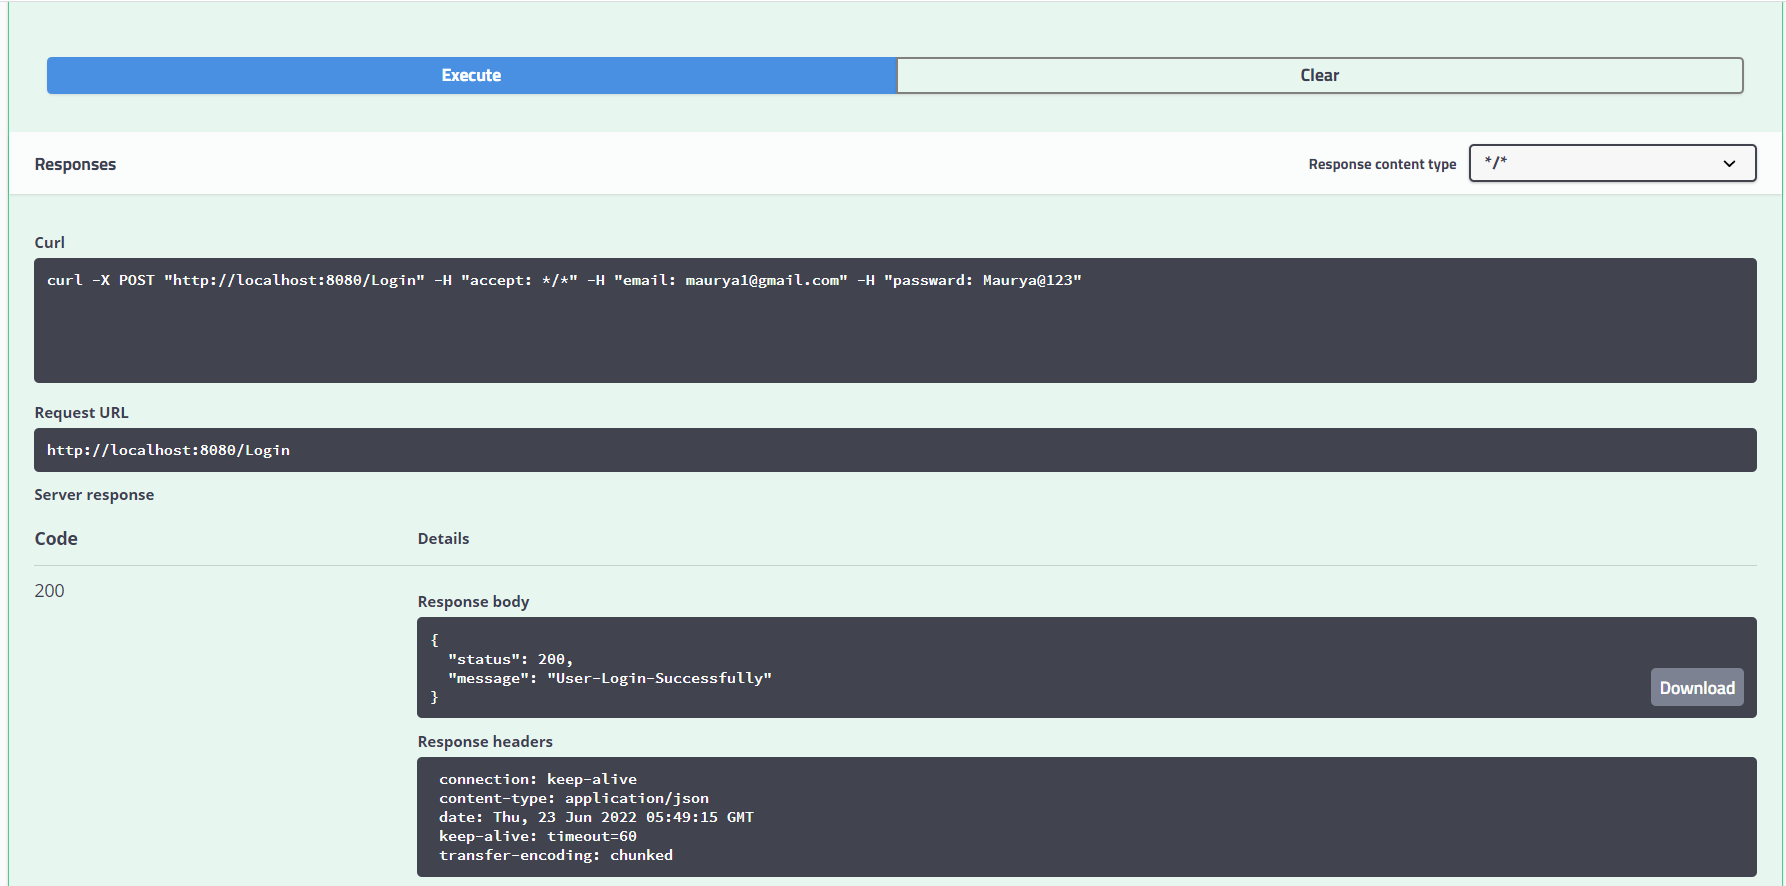 Execute
Clear
Responses
Response content type
*/*
Curl
curl -X POST "http://localhost:8080/Login" -H "accept: */*" -H "email: maurya1@gmail.com" -H "passward: Maurya@123"
Request URL
http://localhost:8080/Login
Server response
Code
Details
200
Response body
{
  "status": 200,
  "message": "User-Login-Successfully"
}
Download
Response headers
connection: keep-alive
content-type: application/json
date: Thu, 23 Jun 2022 05:49:15 GMT
keep-alive: timeout=60
transfer-encoding: chunked